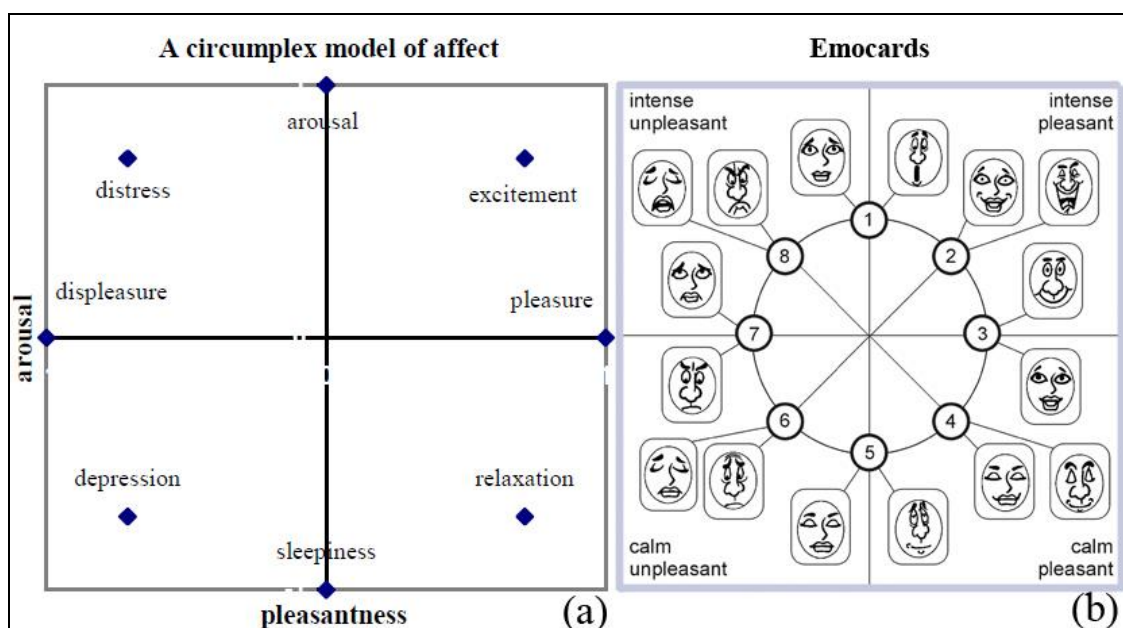 A circumplex model of affect
arousal
distress
excitement
displeasure
pleasure
arousal
depression
relaxation
sleepiness
pleasantness
(a)
Emocards
intense
unpleasant
intense
pleasant
1
2
3
4
5
6
7
8
calm
unpleasant
calm
pleasant
(b)